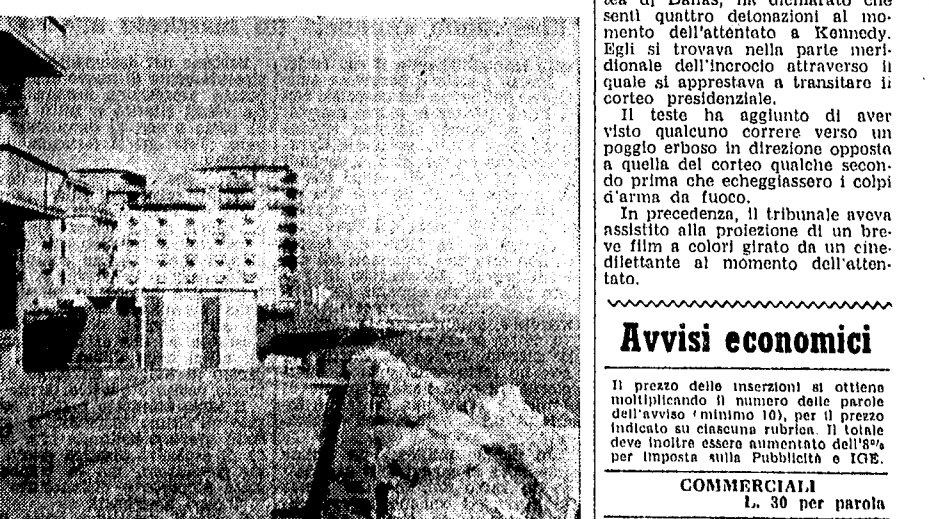 di Dallas, ha dichiarato che
sentì quattro detonazioni al mo-
mento dell'attentato a Kennedy.
Egli si trovava nella parte meri-
dionale dell'incrocio attraverso il
quale si apprestava a transitare il
corteo presidenziale.
Il teste ha aggiunto di aver
visto qualcuno correre verso un
poggio erboso in direzione opposta
a quella del corteo qualche secon-
do prima che echeggiassero i colpi
d'arma da fuoco.
In precedenza, il tribunale aveva
assistito alla proiezione di un bre-
ve film a colori girato da un cine-
dilettante al momento dell'atten-
tato.
Avvisi economici
Il prezzo delle inserzioni si ottiene
moltiplicando il numero delle parole
dell'avviso (minimo 10), per il prezzo
indicato su ciascuna rubrica. Il totale
deve inoltre essere aumentato dell'8%
per imposta sulla Pubblicità e IGE.
COMMERCIALI
L. 30 per parola